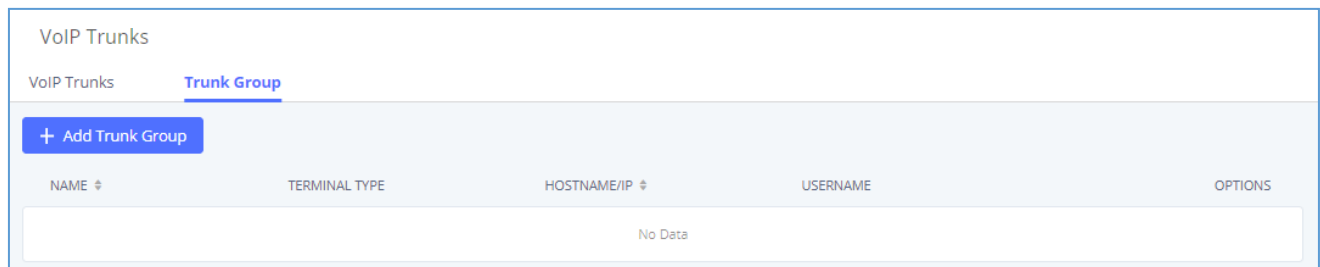 VoIP Trunks
VoIP Trunks Trunk Group
+ Add Trunk Group
NAME TERMINAL TYPE HOSTNAME/IP USERNAME OPTIONS
No Data